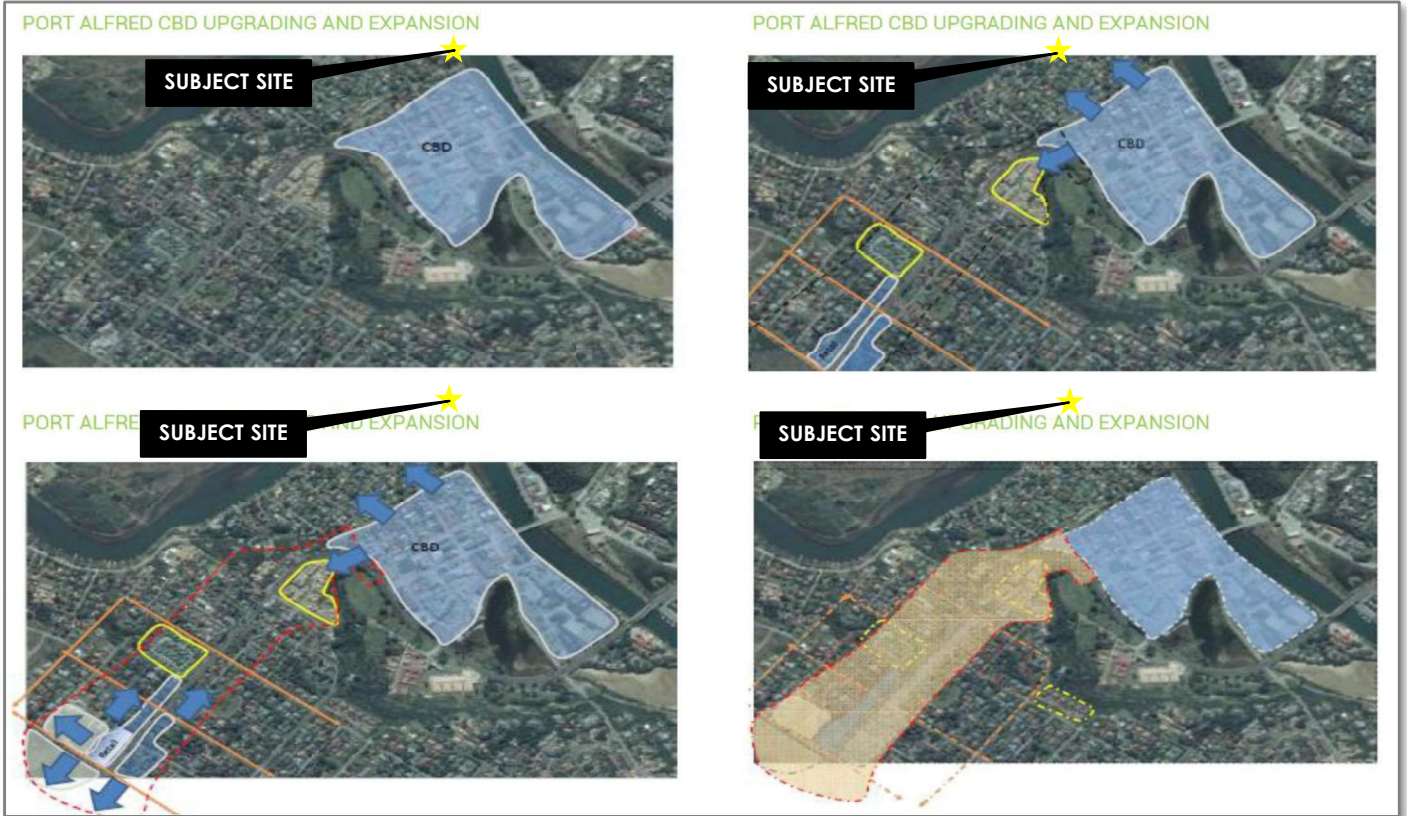 PORT ALFRED CBD UPGRADING AND EXPANSION
SUBJECT SITE
CBD
PORT ALFRED CBD UPGRADING AND EXPANSION
SUBJECT SITE
CBD
Retail
PORT ALFRE
ND EXPANSION
SUBJECT SITE
CBD
Retail
P
GRADING AND EXPANSION
SUBJECT SITE